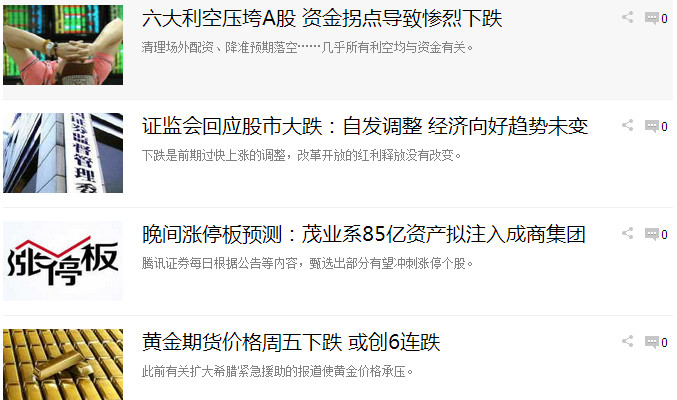 六大利空压垮A股 资金拐点导致惨烈下跌
0
清理场外配资、降准预期落空……几乎所有利空均与资金有关。
证监会回应股市大跌：自发调整 经济向好趋势未变
0
证券监督管理委
下跌是前期过快上涨的调整，改革开放的红利释放没有改变。
晚间涨停板预测：茂业系85亿资产拟注入成商集团
0
涨停板
腾讯证券每日根据公告等内容，甄选出部分有望冲刺涨停个股。
黄金期货价格周五下跌 或创6连跌
0
此前有关扩大希腊紧急援助的报道使黄金价格承压。